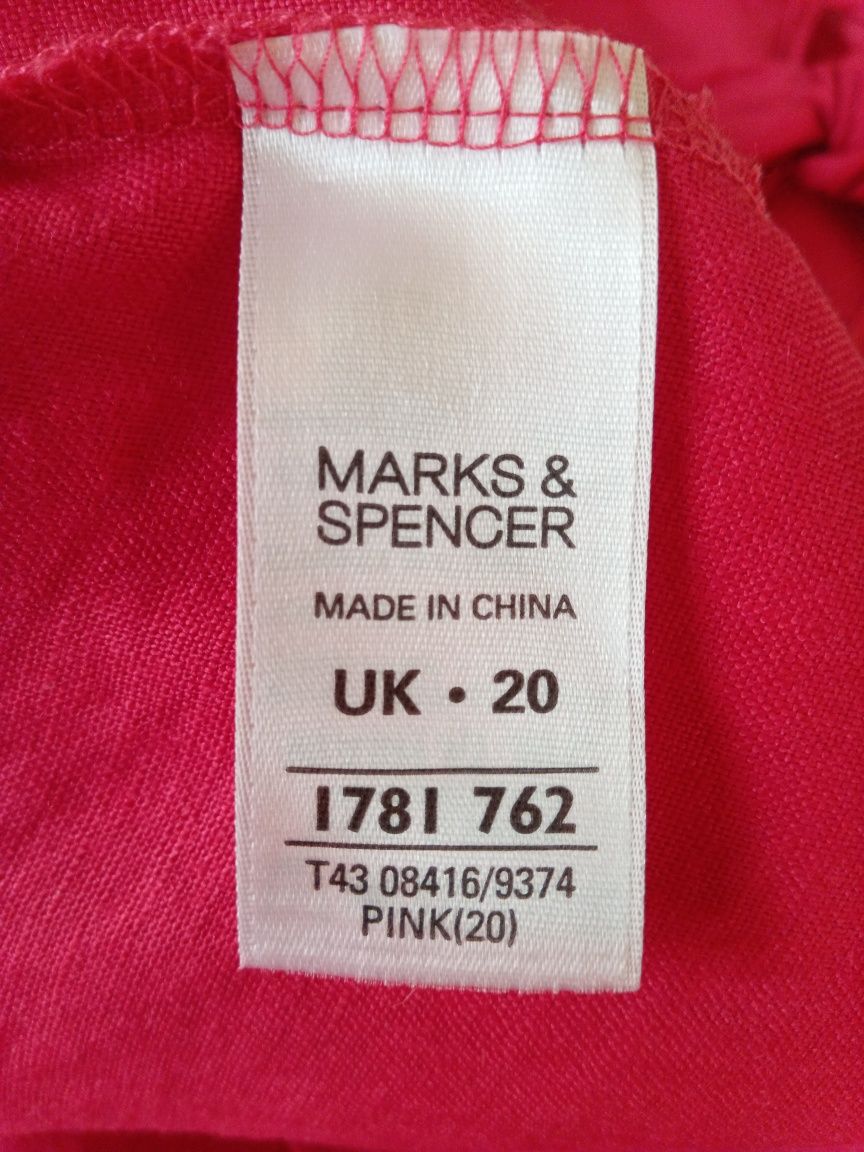 MARKS &
SPENCER
MADE IN CHINA
UK • 20
1781 762
T43 08416/9374
PINK(20)